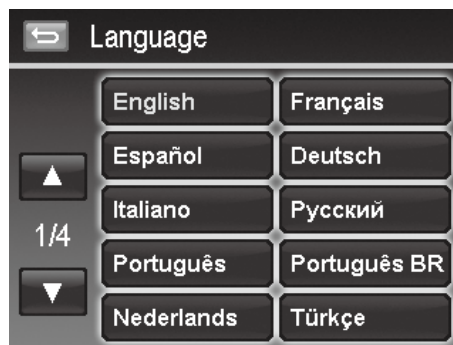 Language
English
Français
Español
Deutsch
Italiano
Русский
1/4
Português
Português BR
Nederlands
Türkçe